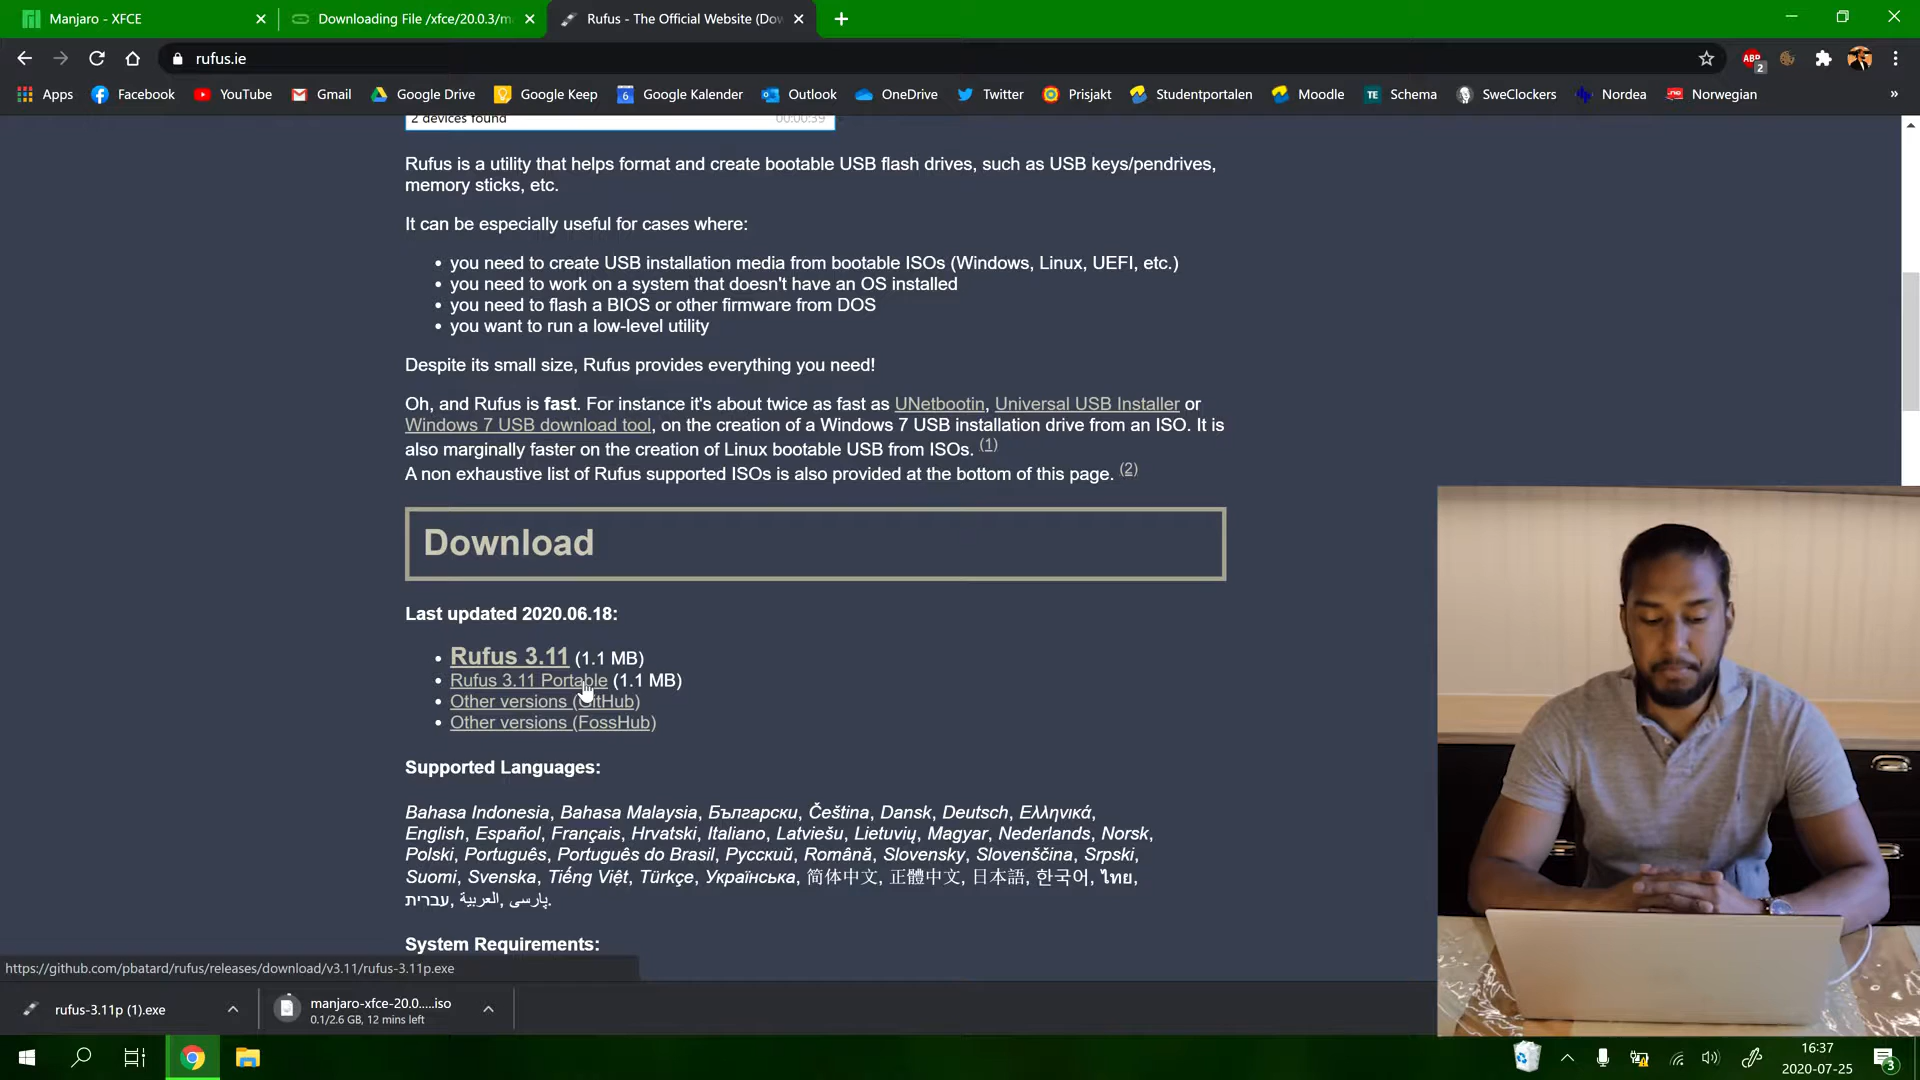 Manjaro - XFCE
Downloading File /xfce/20.0.3/m
Rufus - The Official Website (Dov
rufus.ie
ABP
2
Apps
Facebook
YouTube
Gmail
Google Drive
Google Keep
6
Google Kalender
Outlook
OneDrive
Twitter
Prisjakt
Studentportalen
Moodle
TE
Schema
SweClockers
Nordea
Norwegian
»
2 devices found 00:00:39
Rufus is a utility that helps format and create bootable USB flash drives, such as USB keys/pendrives,
memory sticks, etc.
It can be especially useful for cases where:
• you need to create USB installation media from bootable ISOs (Windows, Linux, UEFI, etc.)
• you need to work on a system that doesn't have an OS installed
• you need to flash a BIOS or other firmware from DOS
• you want to run a low-level utility
Despite its small size, Rufus provides everything you need!
Oh, and Rufus is fast. For instance it's about twice as fast as UNetbootin, Universal USB Installer or
Windows 7 USB download tool, on the creation of a Windows 7 USB installation drive from an ISO. It is
also marginally faster on the creation of Linux bootable USB from ISOs. (1)
A non exhaustive list of Rufus supported ISOs is also provided at the bottom of this page. (2)
Download
Last updated 2020.06.18:
• Rufus 3.11 (1.1 MB)
• Rufus 3.11 Portable (1.1 MB)
• Other versions (GitHub)
• Other versions (FossHub)
Supported Languages:
Bahasa Indonesia, Bahasa Malaysia, Български, Čeština, Dansk, Deutsch, Ελληνικά,
English, Español, Français, Hrvatski, Italiano, Latviešu, Lietuvių, Magyar, Nederlands, Norsk,
Polski, Português, Português do Brasil, Русский, Română, Slovensky, Slovenščina, Srpski,
Suomi, Svenska, Tiếng Việt, Türkçe, Українська, 简体中文, 正體中文, 日本語, 한국어, ไทย,
עברית, العربية, پارسی.
System Requirements:
https://github.com/pbatard/rufus/releases/download/v3.11/rufus-3.11p.exe
rufus-3.11p (1).exe
manjaro-xfce-20.0.....iso
0.1/2.6 GB, 12 mins left
16:37
2020-07-25
3